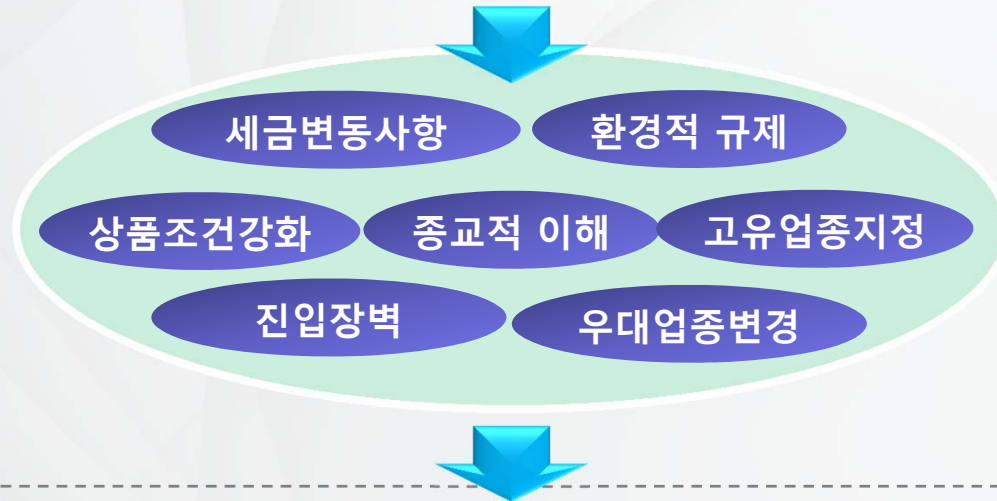 세금변동사항
환경적 규제
상품조건강화
종교적 이해
고유업종지정
진입장벽
우대업종변경